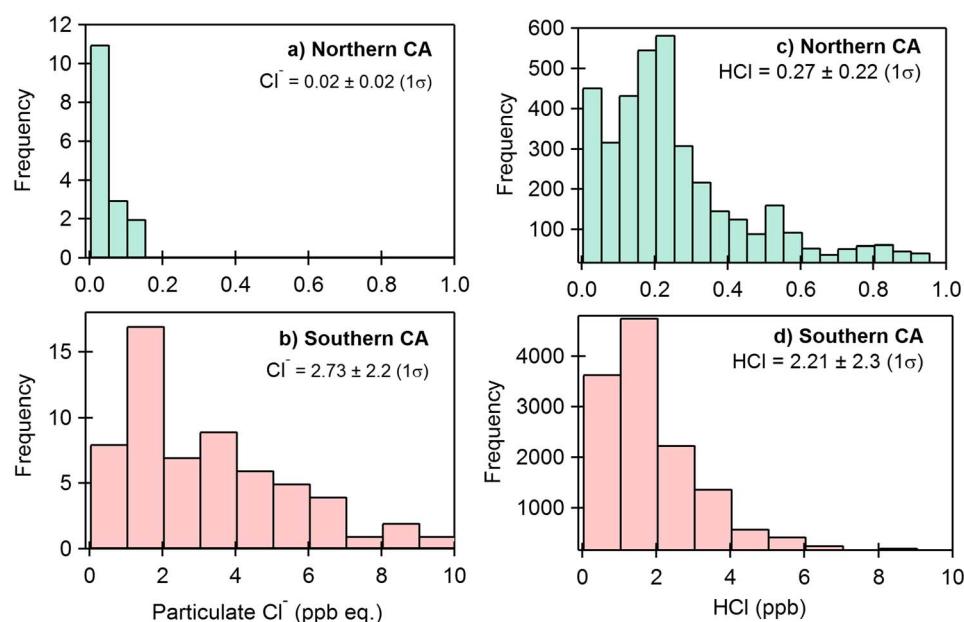 12
10
8
6
4
2
0
Frequency
a) Northern CA
Cl⁻ = 0.02 ± 0.02 (1σ)
0.0 0.2 0.4 0.6 0.8 1.0
600
500
400
300
200
100
Frequency
c) Northern CA
HCl = 0.27 ± 0.22 (1σ)
0.0 0.2 0.4 0.6 0.8 1.0
15
10
5
0
Frequency
b) Southern CA
Cl⁻ = 2.73 ± 2.2 (1σ)
0 2 4 6 8 10
Particulate Cl⁻ (ppb eq.)
4000
3000
2000
1000
Frequency
d) Southern CA
HCl = 2.21 ± 2.3 (1σ)
0 2 4 6 8 10
HCl (ppb)